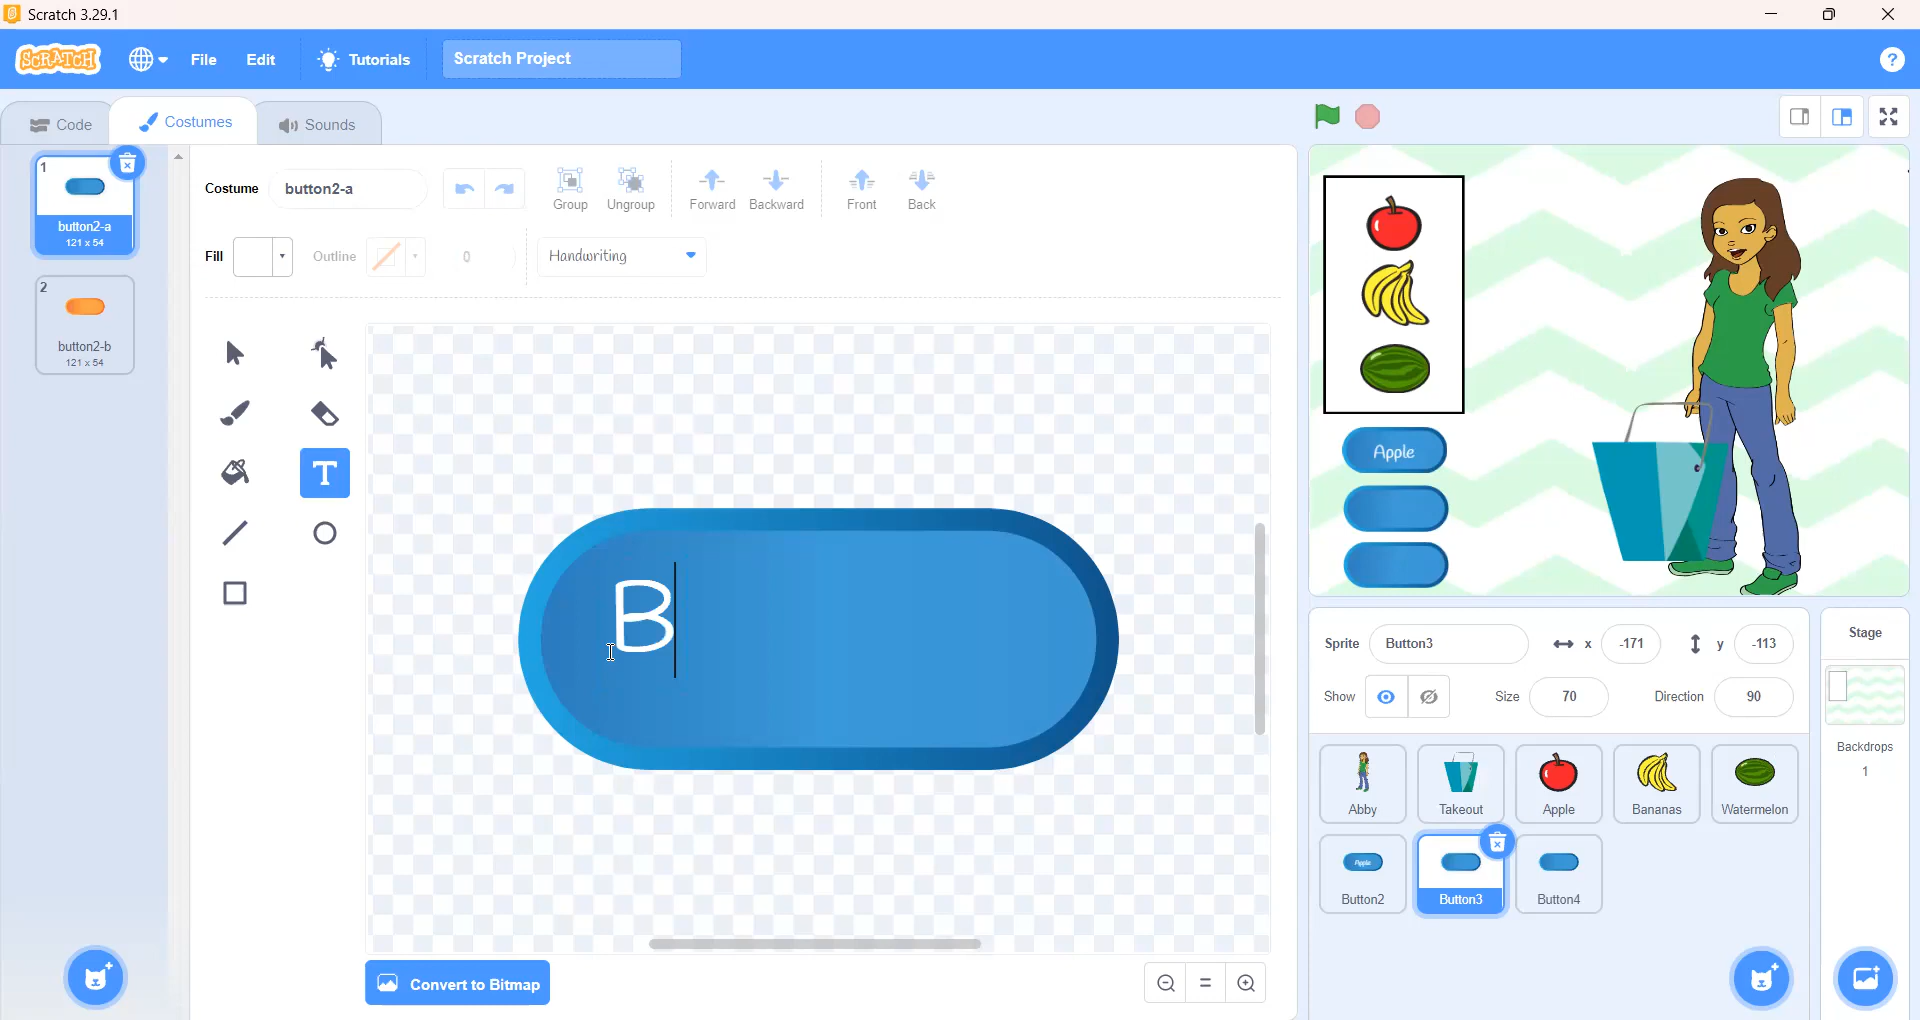 Scratch 3.29.1
SCRATCH File Edit Tutorials Scratch Project ?
Code Costumes Sounds
1
button2-a
121 x 54
2
button2-b
121 x 54
Costume button2-a Group Ungroup Forward Backward Front Back
Fill Outline 0 Handwriting
T
B
Convert to Bitmap
Apple
Sprite Button3 x -171 y -113
Show Size 70 Direction 90
Abby Takeout Apple Bananas Watermelon
Apple
Button2 Button3 Button4
Stage
Backdrops
1